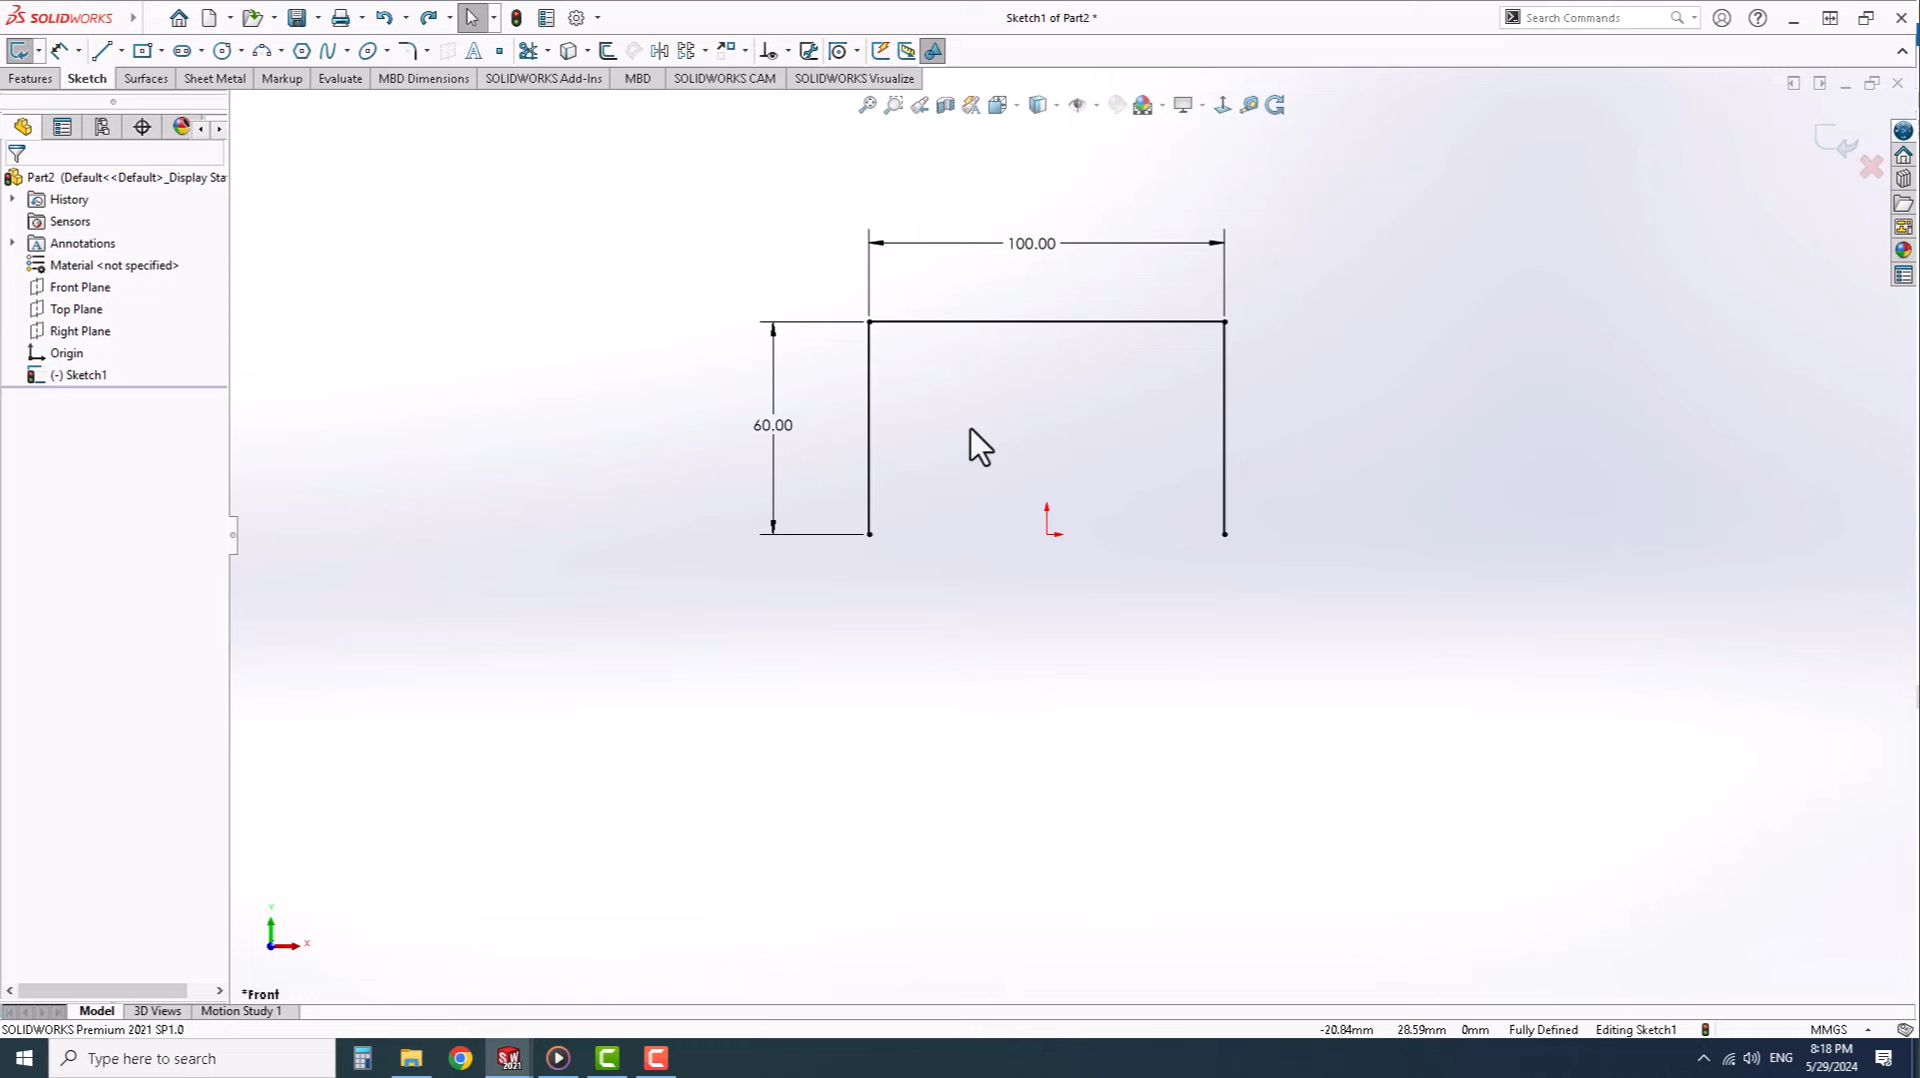 SOLIDWORKS
Sketch1 of Part2 *
Search Commands
Features Sketch Surfaces Sheet Metal Markup Evaluate MBD Dimensions SOLIDWORKS Add-Ins MBD SOLIDWORKS CAM SOLIDWORKS Visualize
Part2 (Default<<Default>_Display Sta
History
Sensors
Annotations
Material <not specified>
Front Plane
Top Plane
Right Plane
Origin
(-) Sketch1
100.00
60.00
Y
X
*Front
Model 3D Views Motion Study 1
SOLIDWORKS Premium 2021 SP1.0
-20.84mm 28.59mm 0mm Fully Defined Editing Sketch1 MMGS
Type here to search
SW
2021
ENG
8:18 PM
5/29/2024